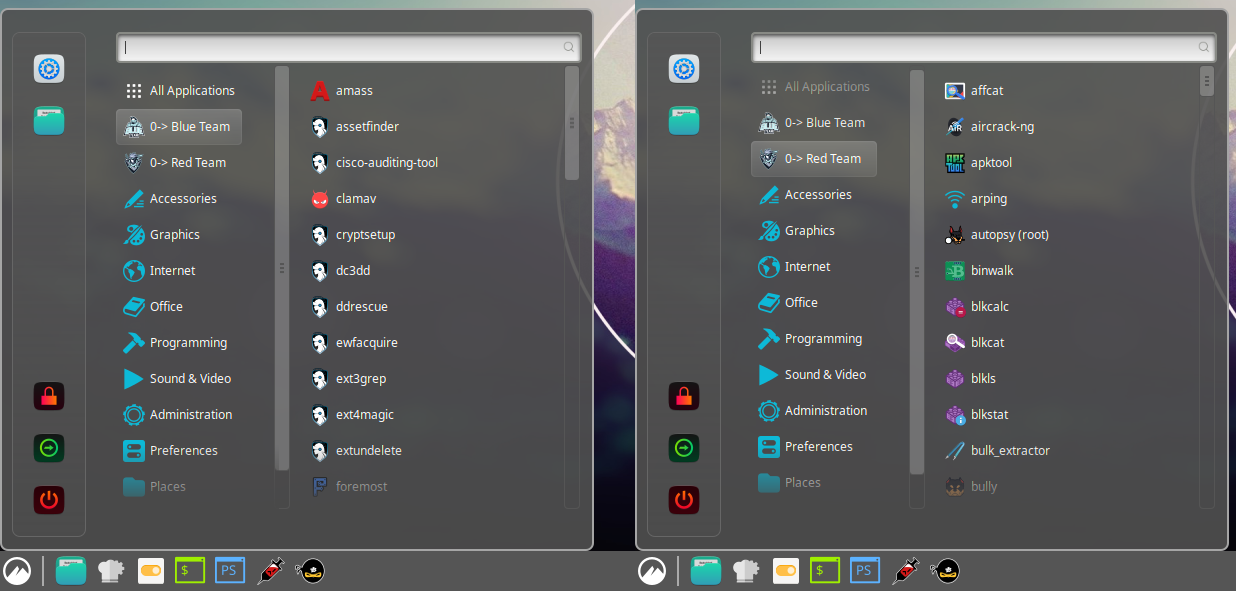 All Applications
0-> Blue Team
0-> Red Team
Accessories
Graphics
Internet
Office
Programming
Sound & Video
Administration
Preferences
Places
amass
assetfinder
cisco-auditing-tool
clamav
cryptsetup
dc3dd
ddrescue
ewfacquire
ext3grep
ext4magic
extundelete
foremost
$
PS
All Applications
0-> Blue Team
0-> Red Team
Accessories
Graphics
Internet
Office
Programming
Sound & Video
Administration
Preferences
Places
affcat
AIR
aircrack-ng
APK
TOOL
apktool
arping
autopsy (root)
binwalk
blkcalc
blkcat
blkls
blkstat
bulk_extractor
bully
$
PS